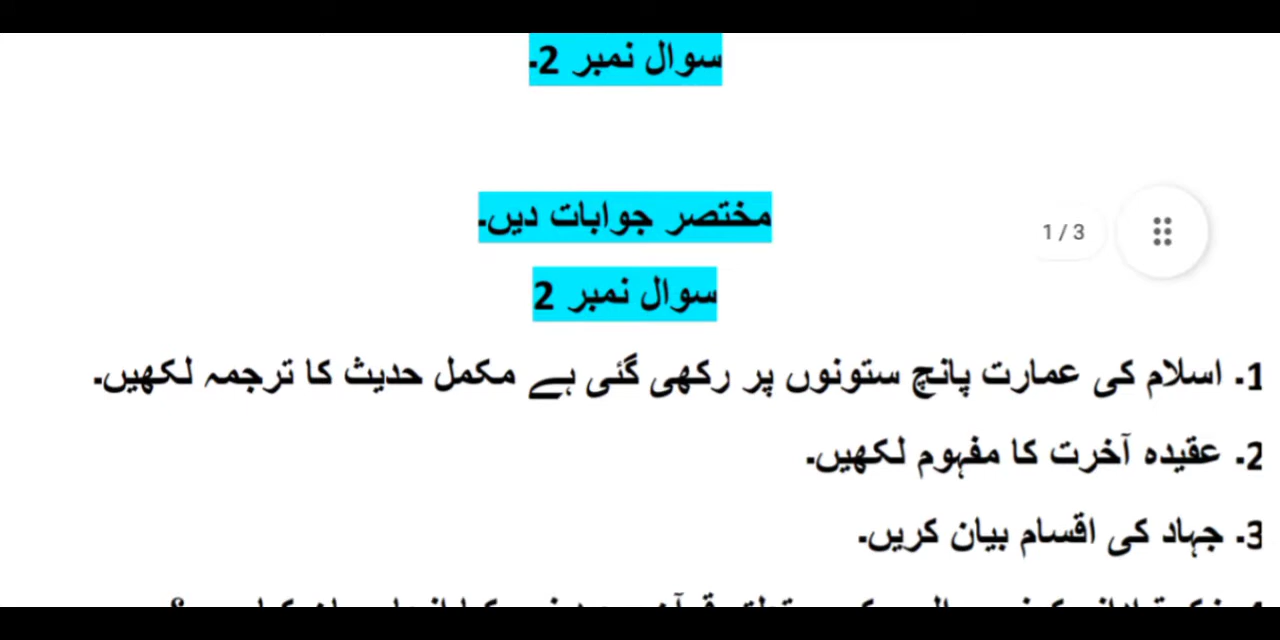 سوال نمبر 2۔
مختصر جوابات دیں۔
1 / 3
سوال نمبر 2
1۔ اسلام کی عمارت پانچ ستونوں پر رکھی گئی ہے مکمل حدیث کا ترجمہ لکھیں۔
2۔ عقیدہ آخرت کا مفہوم لکھیں۔
3۔ جہاد کی اقسام بیان کریں۔